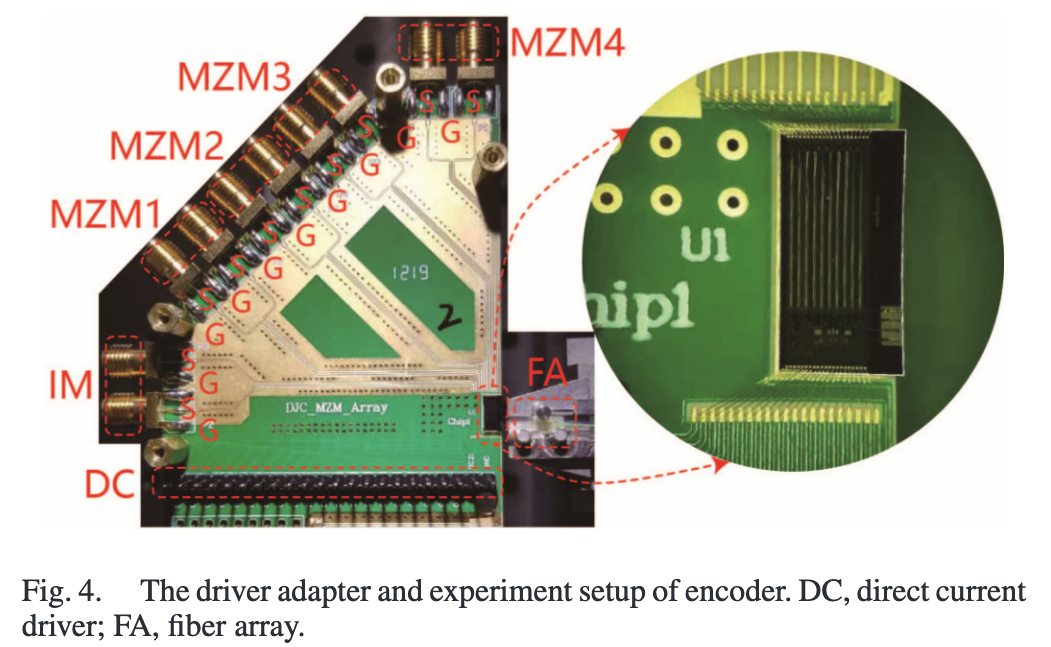 MZM4
MZM3
MZM2
MZM1
IM
DC
FA
S
S
G
G
S
G
S
G
S
G
S
G
S
G
S
G
S
G
S
G
1219
2
DJC_MZM_Array
U1
Chip1
U1
hip1
Fig. 4. The driver adapter and experiment setup of encoder. DC, direct current
driver; FA, fiber array.